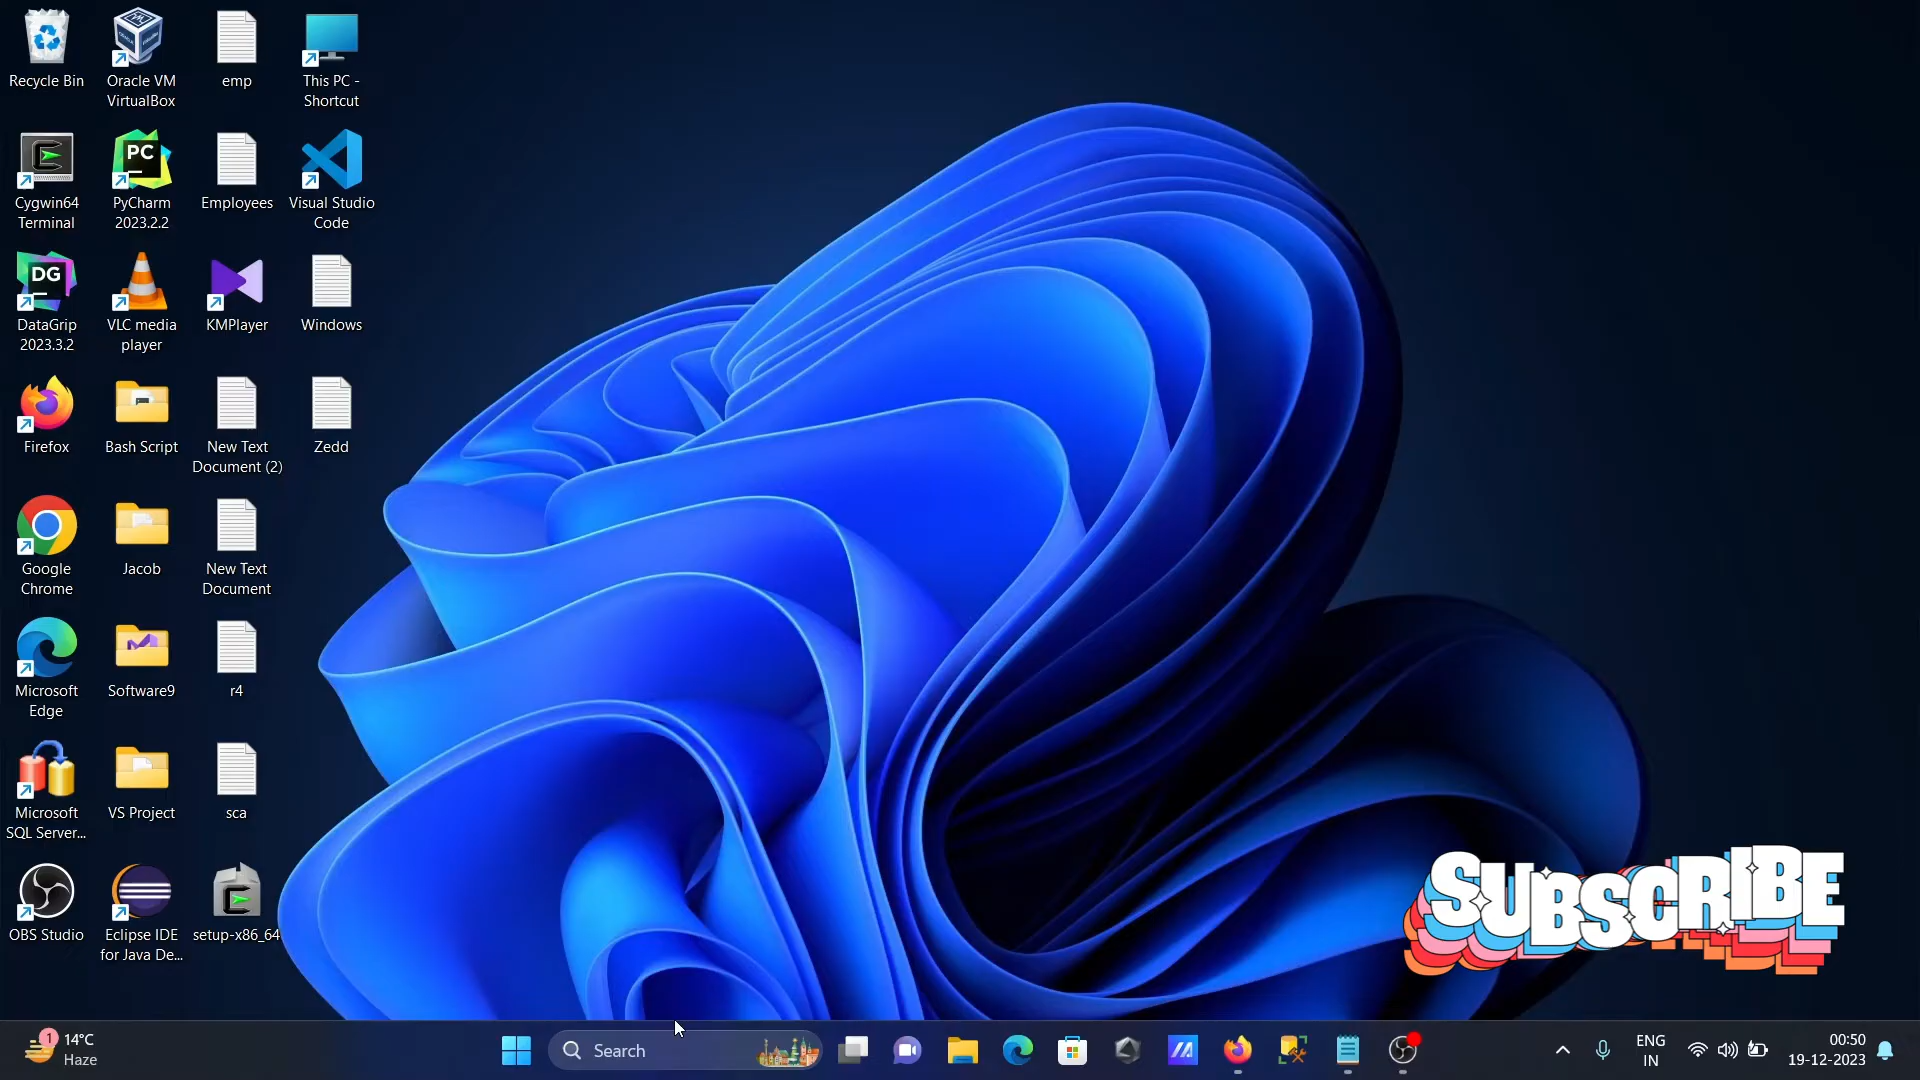 Recycle Bin
Oracle VM
VirtualBox
emp
This PC -
Shortcut
Cygwin64
Terminal
PC
PyCharm
2023.2.2
Employees
Visual Studio
Code
DG
DataGrip
2023.3.2
VLC media
player
KMPlayer
Windows
Firefox
Bash Script
New Text
Document (2)
Zedd
Google
Chrome
Jacob
New Text
Document
Microsoft
Edge
Software9
r4
Microsoft
SQL Server...
VS Project
sca
OBS Studio
Eclipse IDE
for Java De...
setup-x86_64
SUBSCRIBE
1
14°C
Haze
Search
ENG
IN
00:50
19-12-2023